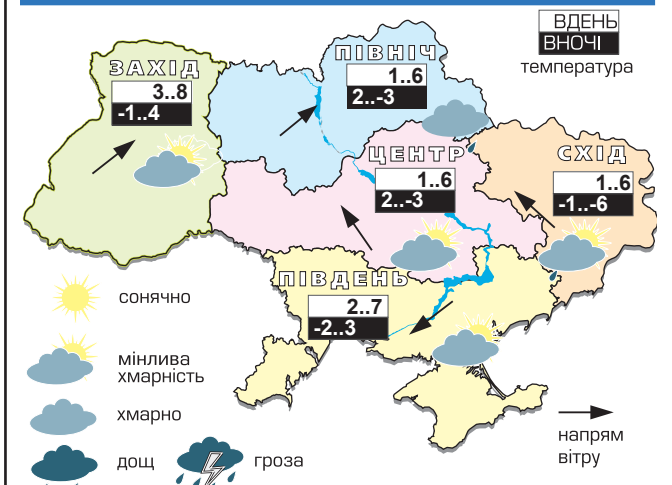 ВДЕНЬ
ВНОЧІ
температура
ПІВНІЧ
1..6
2..-3
ЗАХІД
3..8
-1..4
ЦЕНТР
1..6
2..-3
СХІД
1..6
-1..-6
ПІВДЕНЬ
2..7
-2..3
сонячно
мінлива
хмарність
хмарно
дощ
гроза
напрям
вітру